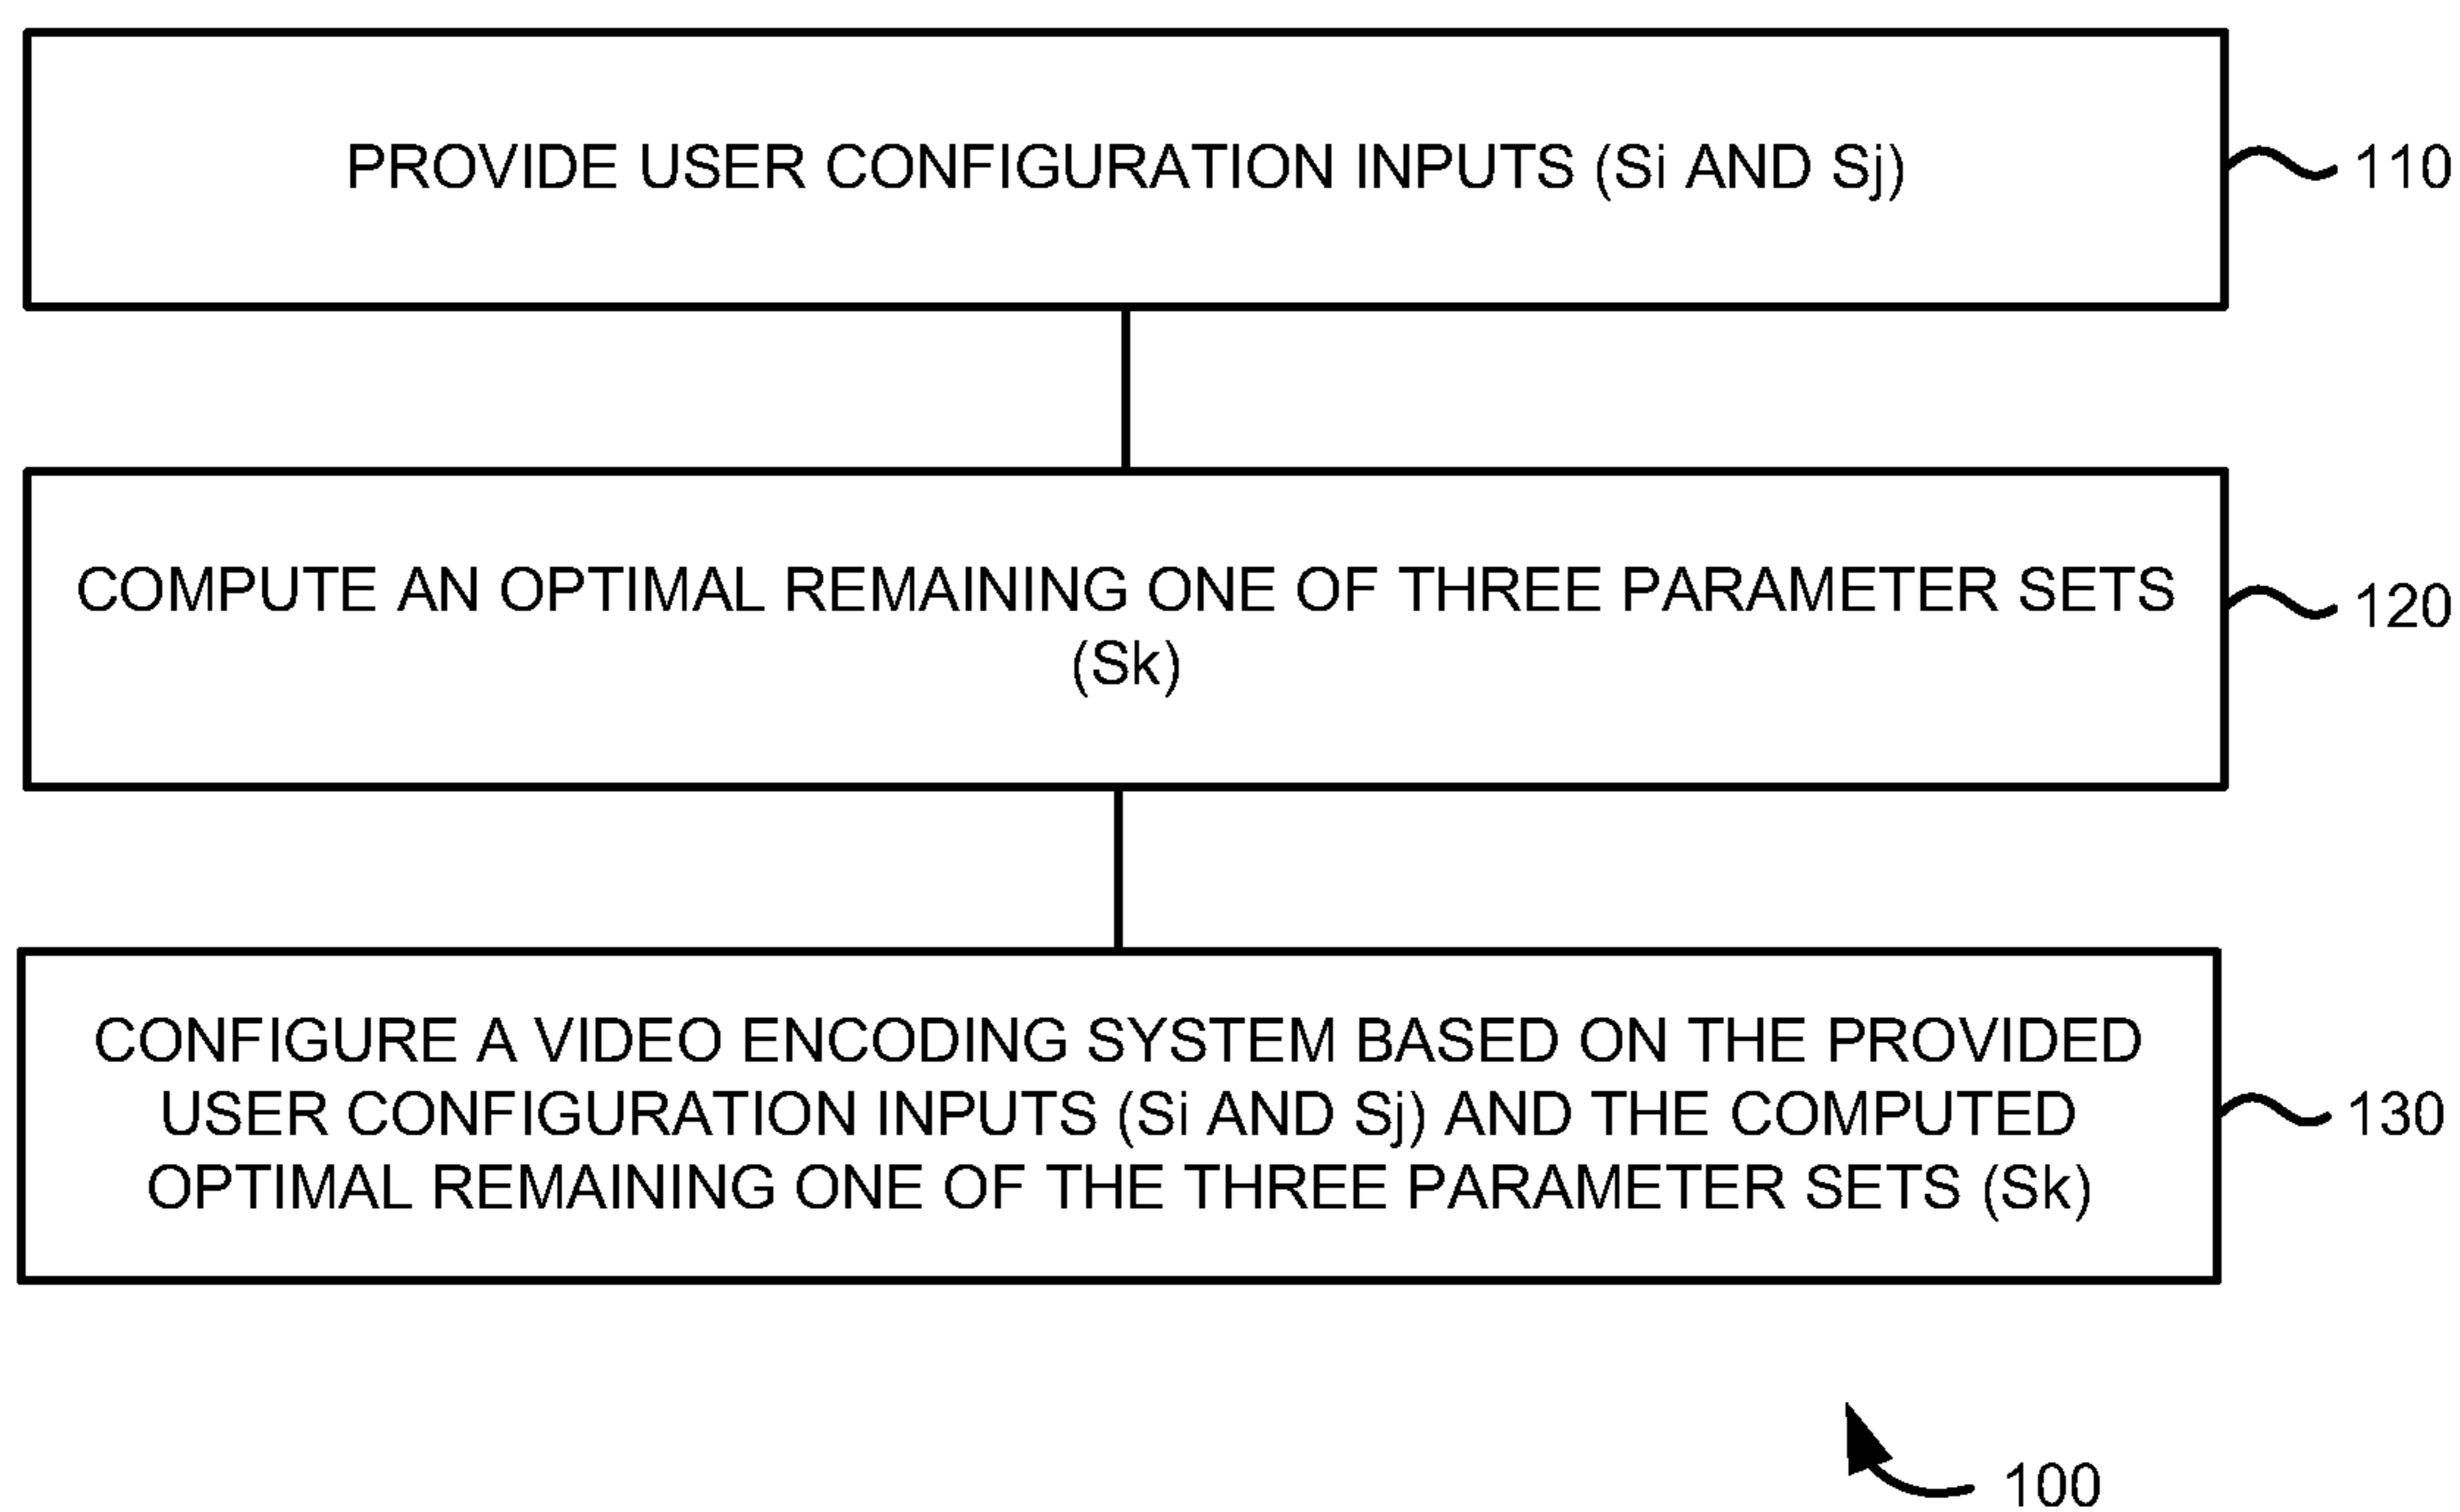 PROVIDE USER CONFIGURATION INPUTS (Si AND Sj)
110
COMPUTE AN OPTIMAL REMAINING ONE OF THREE PARAMETER SETS
(Sk)
120
CONFIGURE A VIDEO ENCODING SYSTEM BASED ON THE PROVIDED
USER CONFIGURATION INPUTS (Si AND Sj) AND THE COMPUTED
OPTIMAL REMAINING ONE OF THE THREE PARAMETER SETS (Sk)
130
100